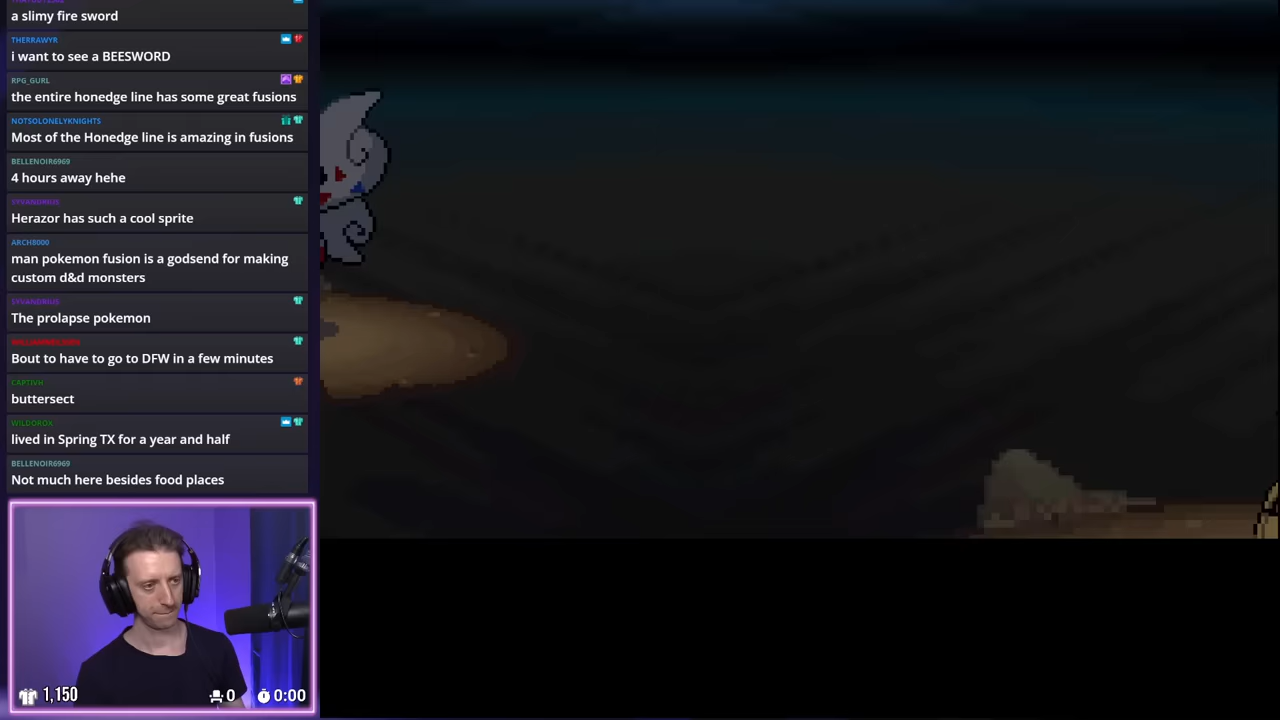 a slimy fire sword
THERRAWYR
i want to see a BEESWORD
RPG_GURL
the entire honedge line has some great fusions
NOTSOLONELYKNIGHTS
Most of the Honedge line is amazing in fusions
BELLENOIR6969
4 hours away hehe
SYVANDRIUS
Herazor has such a cool sprite
ARCH8000
man pokemon fusion is a godsend for making
custom d&d monsters
SYVANDRIUS
The prolapse pokemon
Bout to have to go to DFW in a few minutes
CAPTIVH
buttersect
WILDOROX
lived in Spring TX for a year and half
BELLENOIR6969
Not much here besides food places
1,150
0
0:00